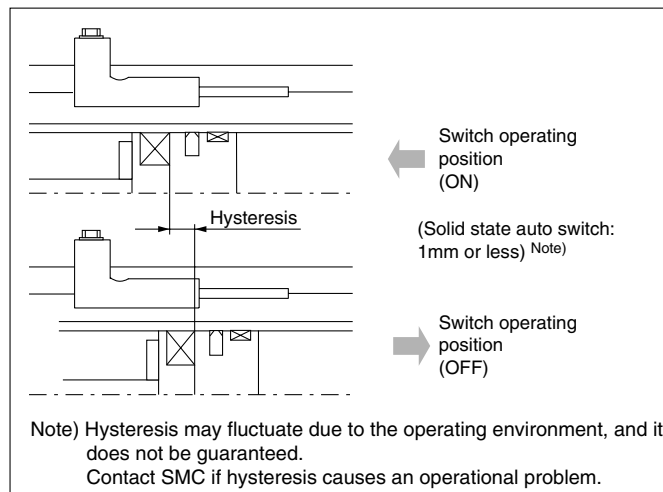 Switch operating
position
(ON)
Hysteresis
(Solid state auto switch:
1mm or less) Note)
Switch operating
position
(OFF)
Note) Hysteresis may fluctuate due to the operating environment, and it
does not be guaranteed.
Contact SMC if hysteresis causes an operational problem.